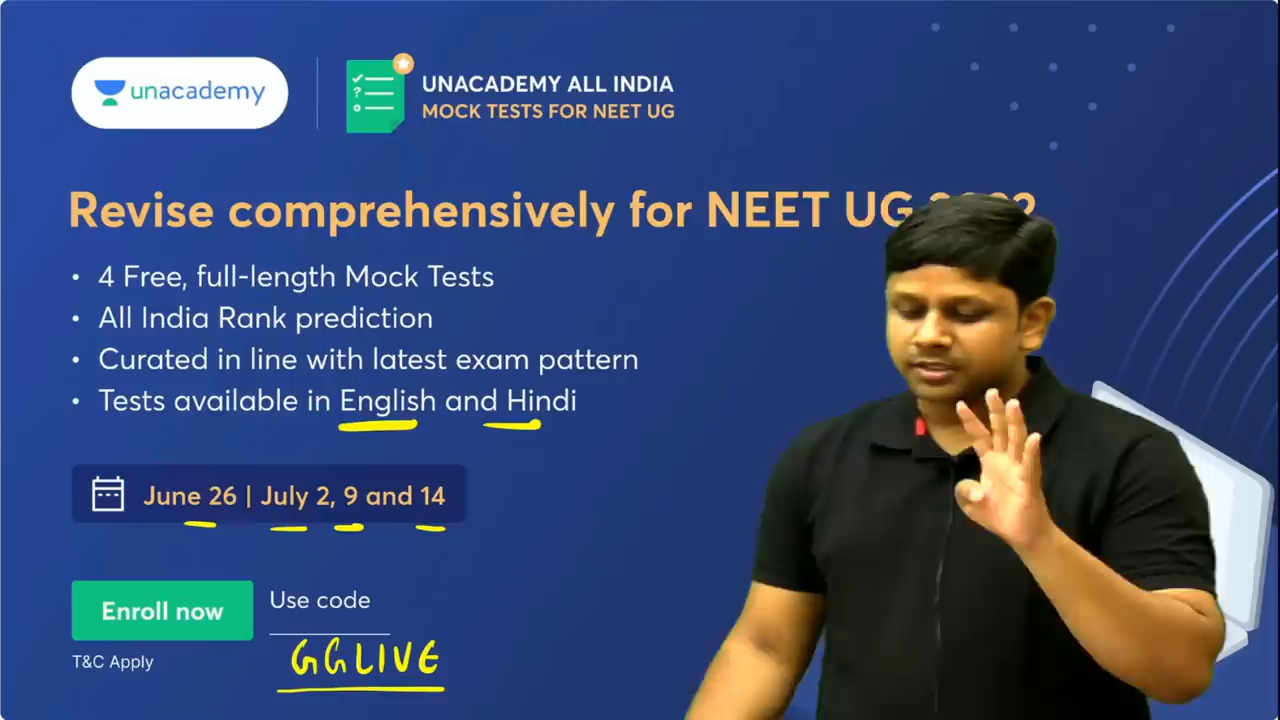 unacademy
UNACADEMY ALL INDIA
MOCK TESTS FOR NEET UG
Revise comprehensively for NEET UG
• 4 Free, full-length Mock Tests
• All India Rank prediction
• Curated in line with latest exam pattern
• Tests available in English and Hindi
June 26 | July 2, 9 and 14
Enroll now
Use code
GGLIVE
T&C Apply